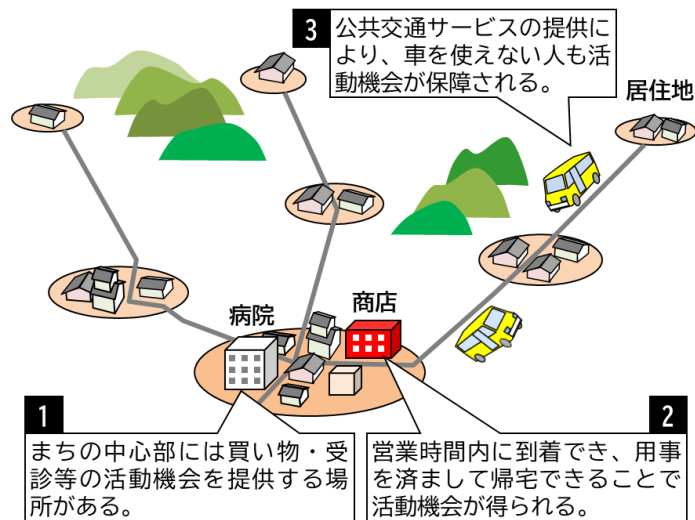 3
公共交通サービスの提供に
より、車を使えない人も活
動機会が保障される。
居住地
病院
商店
1
まちの中心部には買い物・受
診等の活動機会を提供する場
所がある。
2
営業時間内に到着でき、用事
を済まして帰宅できることで
活動機会が得られる。